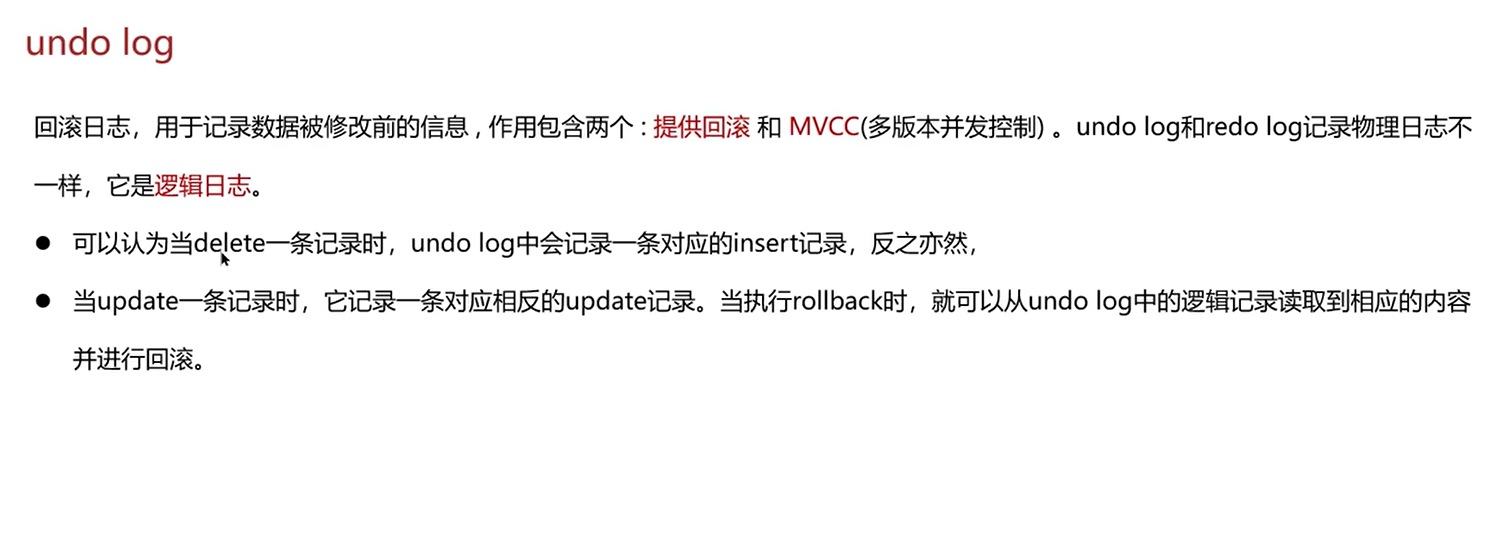 undo log
回滚日志，用于记录数据被修改前的信息 , 作用包含两个 : 提供回滚 和 MVCC(多版本并发控制) 。undo log和redo log记录物理日志不
一样，它是逻辑日志。
● 可以认为当delete一条记录时，undo log中会记录一条对应的insert记录，反之亦然，
● 当update一条记录时，它记录一条对应相反的update记录。当执行rollback时，就可以从undo log中的逻辑记录读取到相应的内容
并进行回滚。